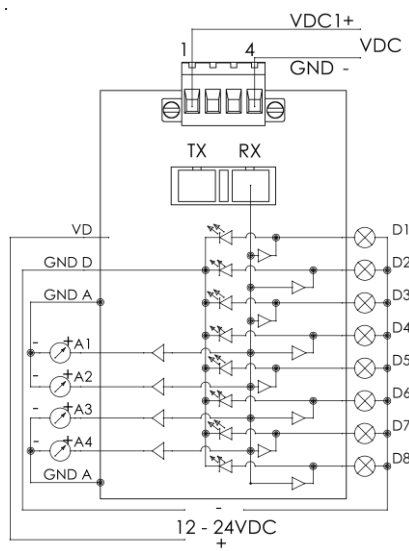 VDC1+
1 4 VDC
GND -
TX RX
VD D1
GND D D2
GND A D3
D4
- + A1
D5
- + A2
D6
- + A3
D7
- + A4
D8
GND A
-
12 - 24VDC
+